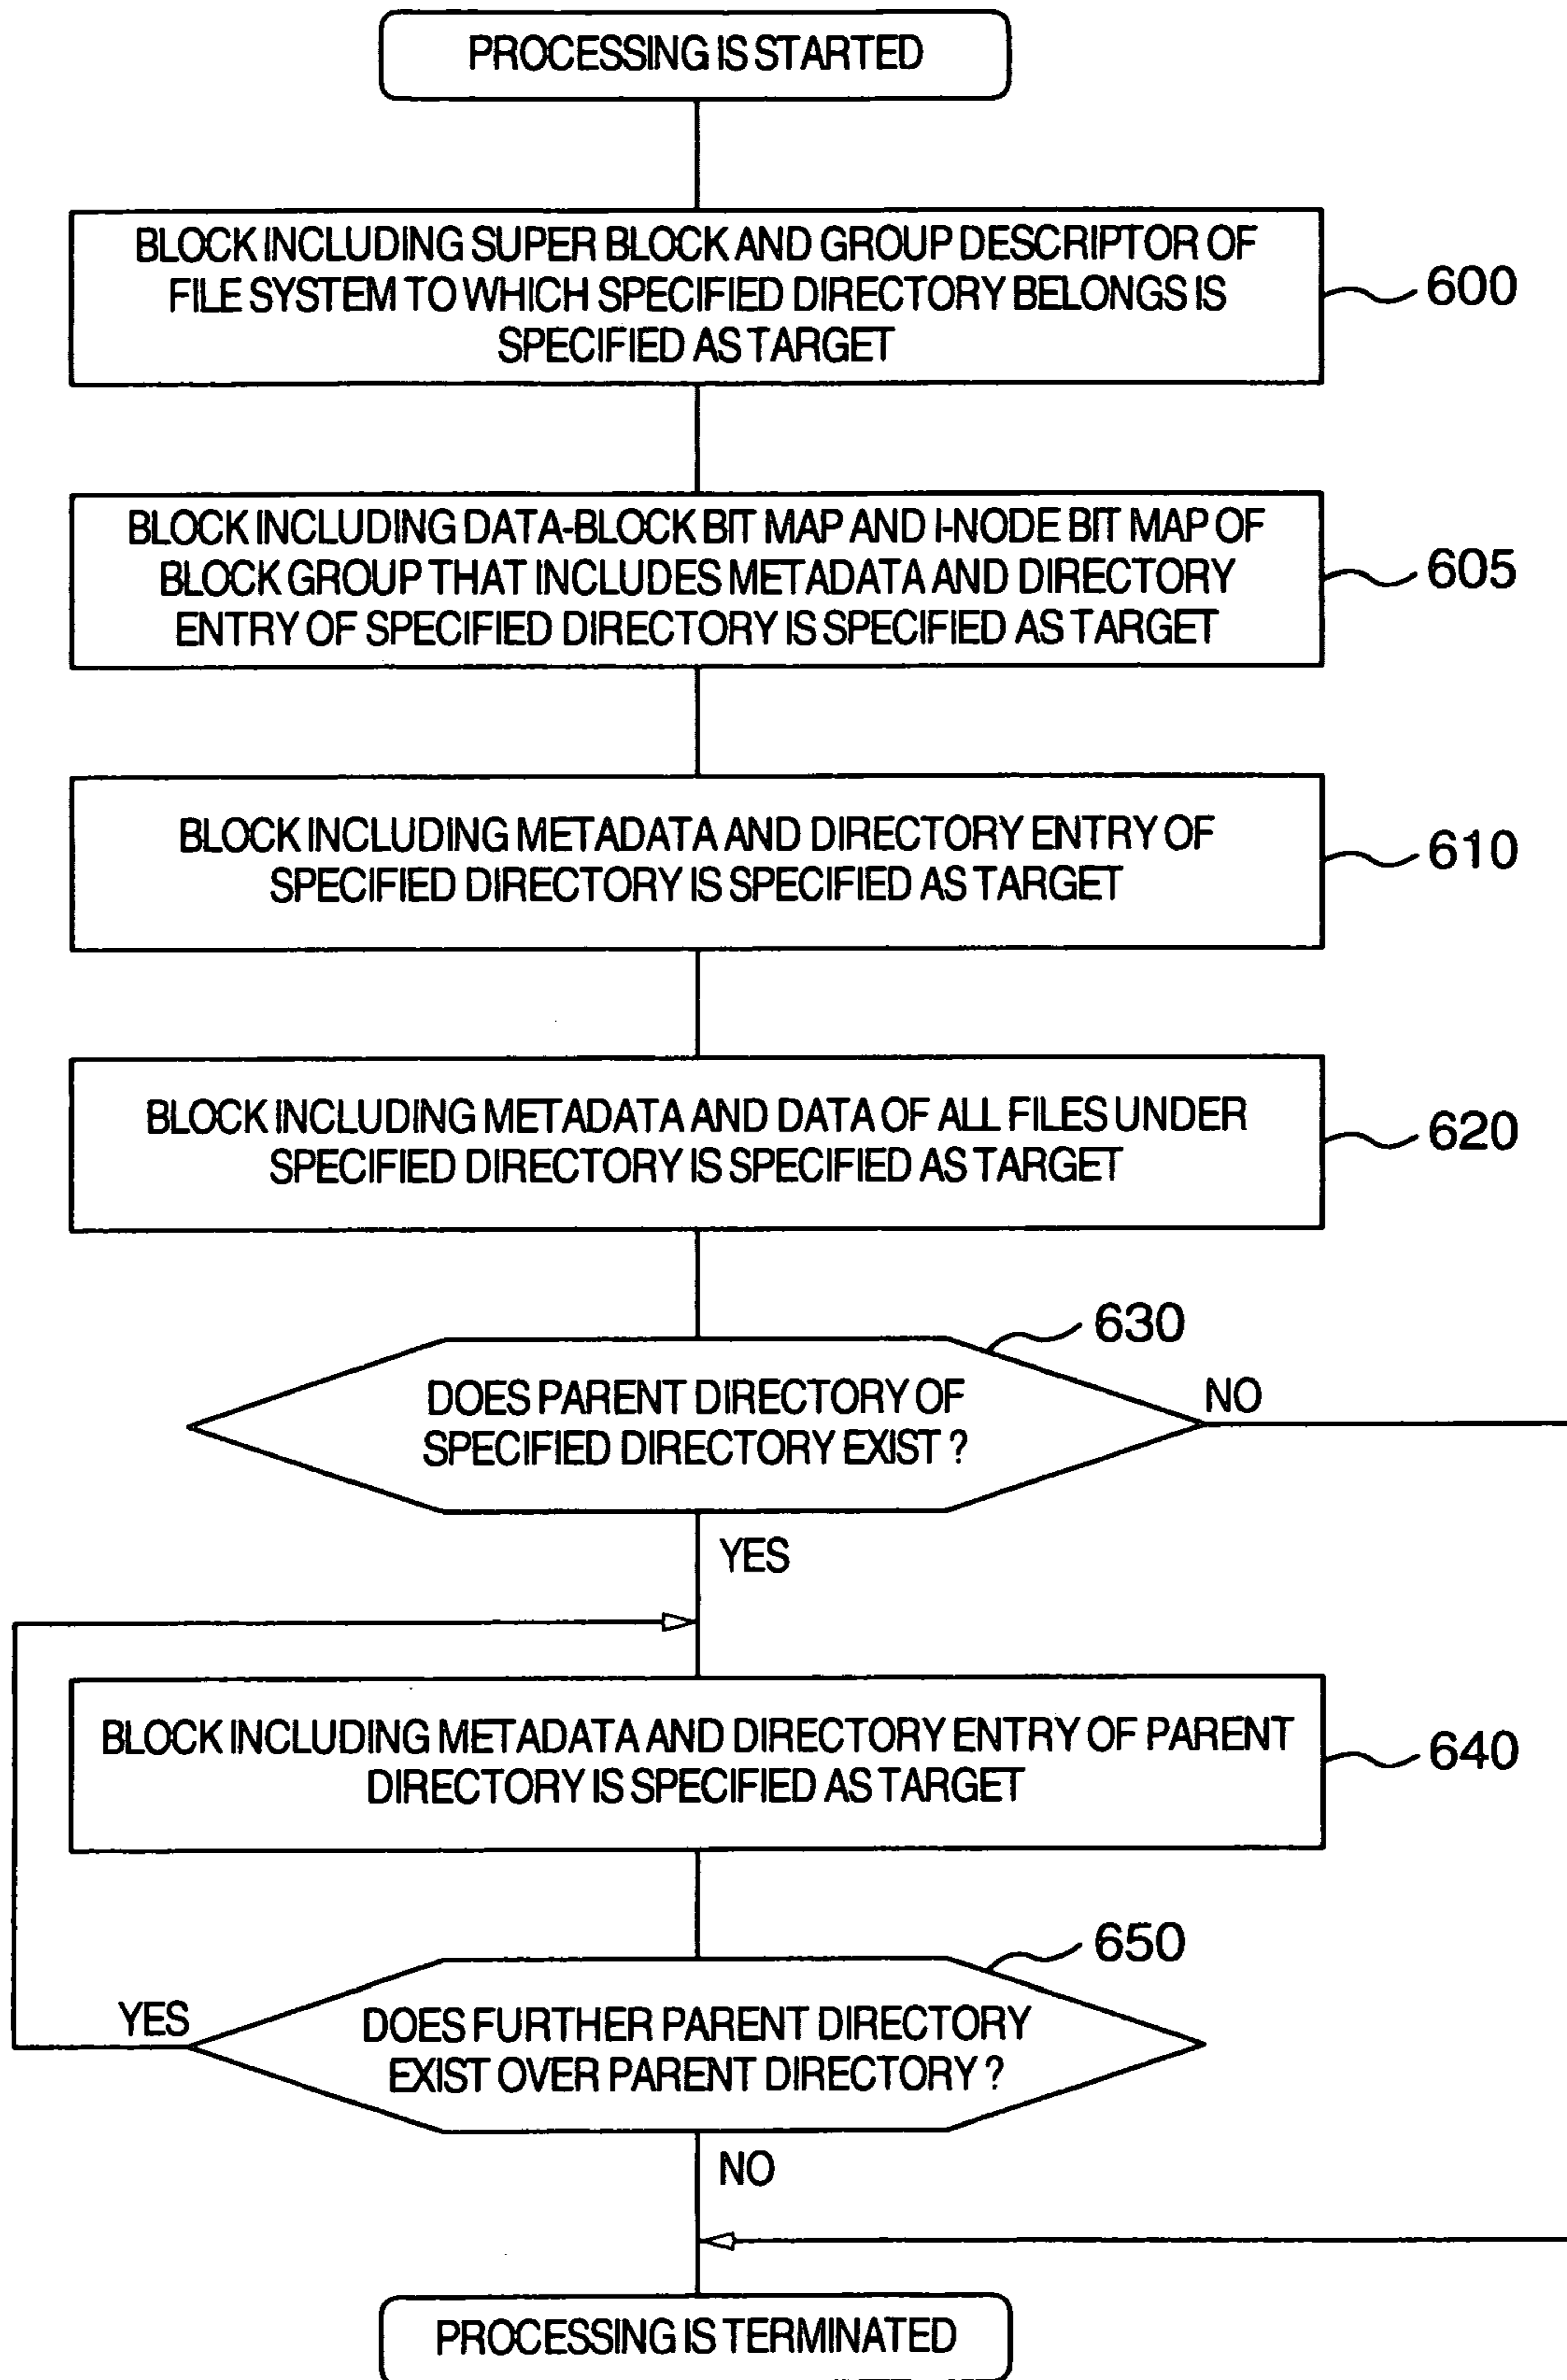 PROCESSING IS STARTED
BLOCK INCLUDING SUPER BLOCK AND GROUP DESCRIPTOR OF
FILE SYSTEM TO WHICH SPECIFIED DIRECTORY BELONGS IS
SPECIFIED AS TARGET
600
BLOCK INCLUDING DATA-BLOCK BIT MAP AND I-NODE BIT MAP OF
BLOCK GROUP THAT INCLUDES METADATA AND DIRECTORY
ENTRY OF SPECIFIED DIRECTORY IS SPECIFIED AS TARGET
605
BLOCK INCLUDING METADATA AND DIRECTORY ENTRY OF
SPECIFIED DIRECTORY IS SPECIFIED AS TARGET
610
BLOCK INCLUDING METADATA AND DATA OF ALL FILES UNDER
SPECIFIED DIRECTORY IS SPECIFIED AS TARGET
620
630
DOES PARENT DIRECTORY OF
SPECIFIED DIRECTORY EXIST ?
NO
YES
BLOCK INCLUDING METADATA AND DIRECTORY ENTRY OF PARENT
DIRECTORY IS SPECIFIED AS TARGET
640
650
YES
DOES FURTHER PARENT DIRECTORY
EXIST OVER PARENT DIRECTORY ?
NO
PROCESSING IS TERMINATED